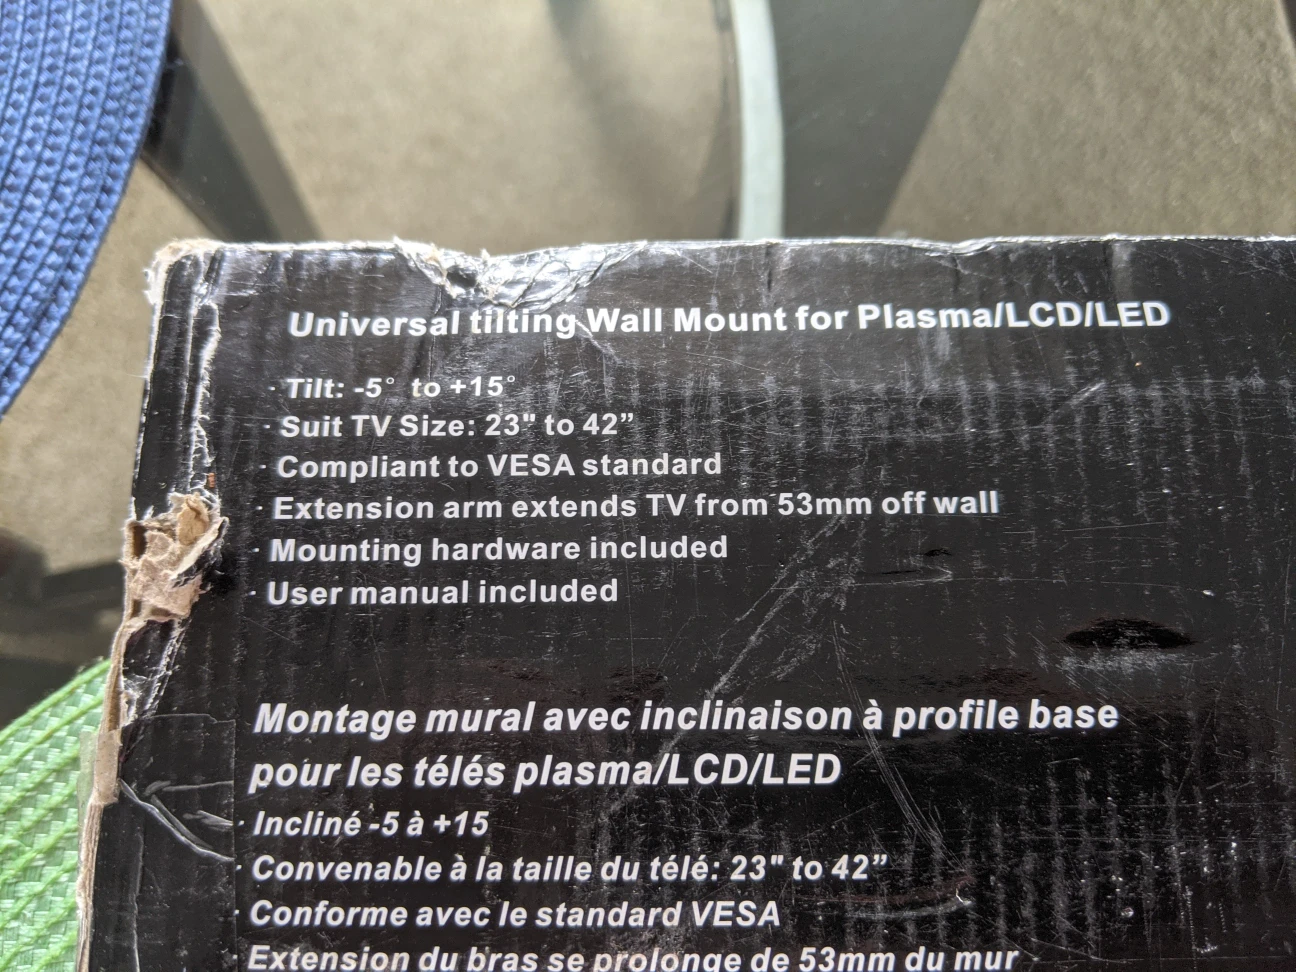 Universal tilting Wall Mount for Plasma/LCD/LED
· Tilt: -5° to +15°
· Suit TV Size: 23" to 42”
· Compliant to VESA standard
· Extension arm extends TV from 53mm off wall
· Mounting hardware included
· User manual included
Montage mural avec inclinaison à profile base
pour les télés plasma/LCD/LED
· Incliné -5 à +15
· Convenable à la taille du télé: 23" to 42”
· Conforme avec le standard VESA
· Extension du bras se prolonge de 53mm du mur